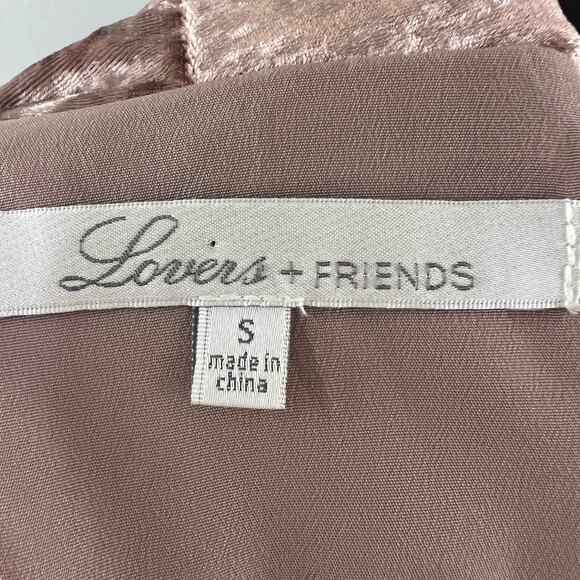 Lovers + FRIENDS
S
made in
china